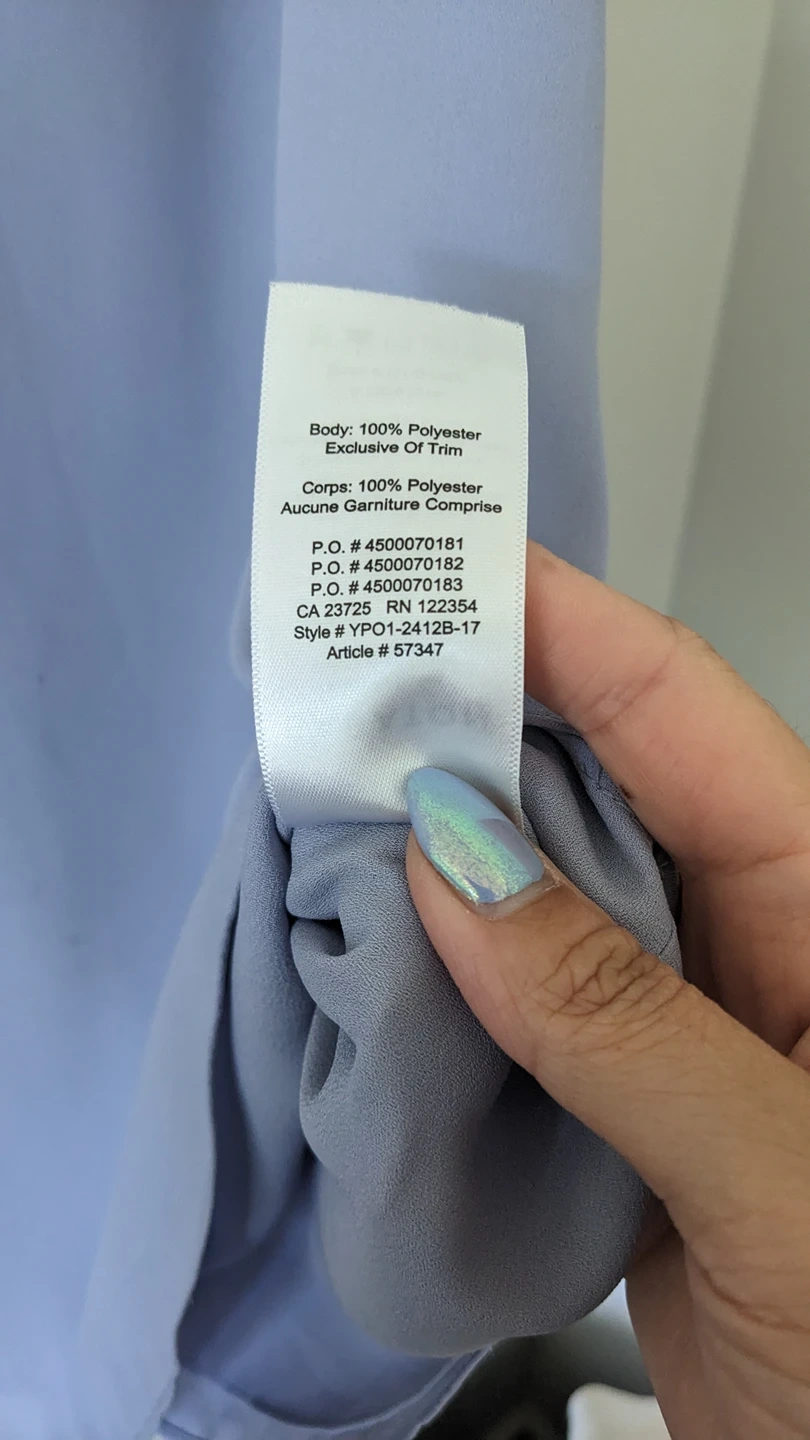 Body: 100% Polyester
Exclusive Of Trim
Corps: 100% Polyester
Aucune Garniture Comprise
P.O. # 4500070181
P.O. # 4500070182
P.O. # 4500070183
CA 23725 RN 122354
Style # YPO1-2412B-17
Article # 57347